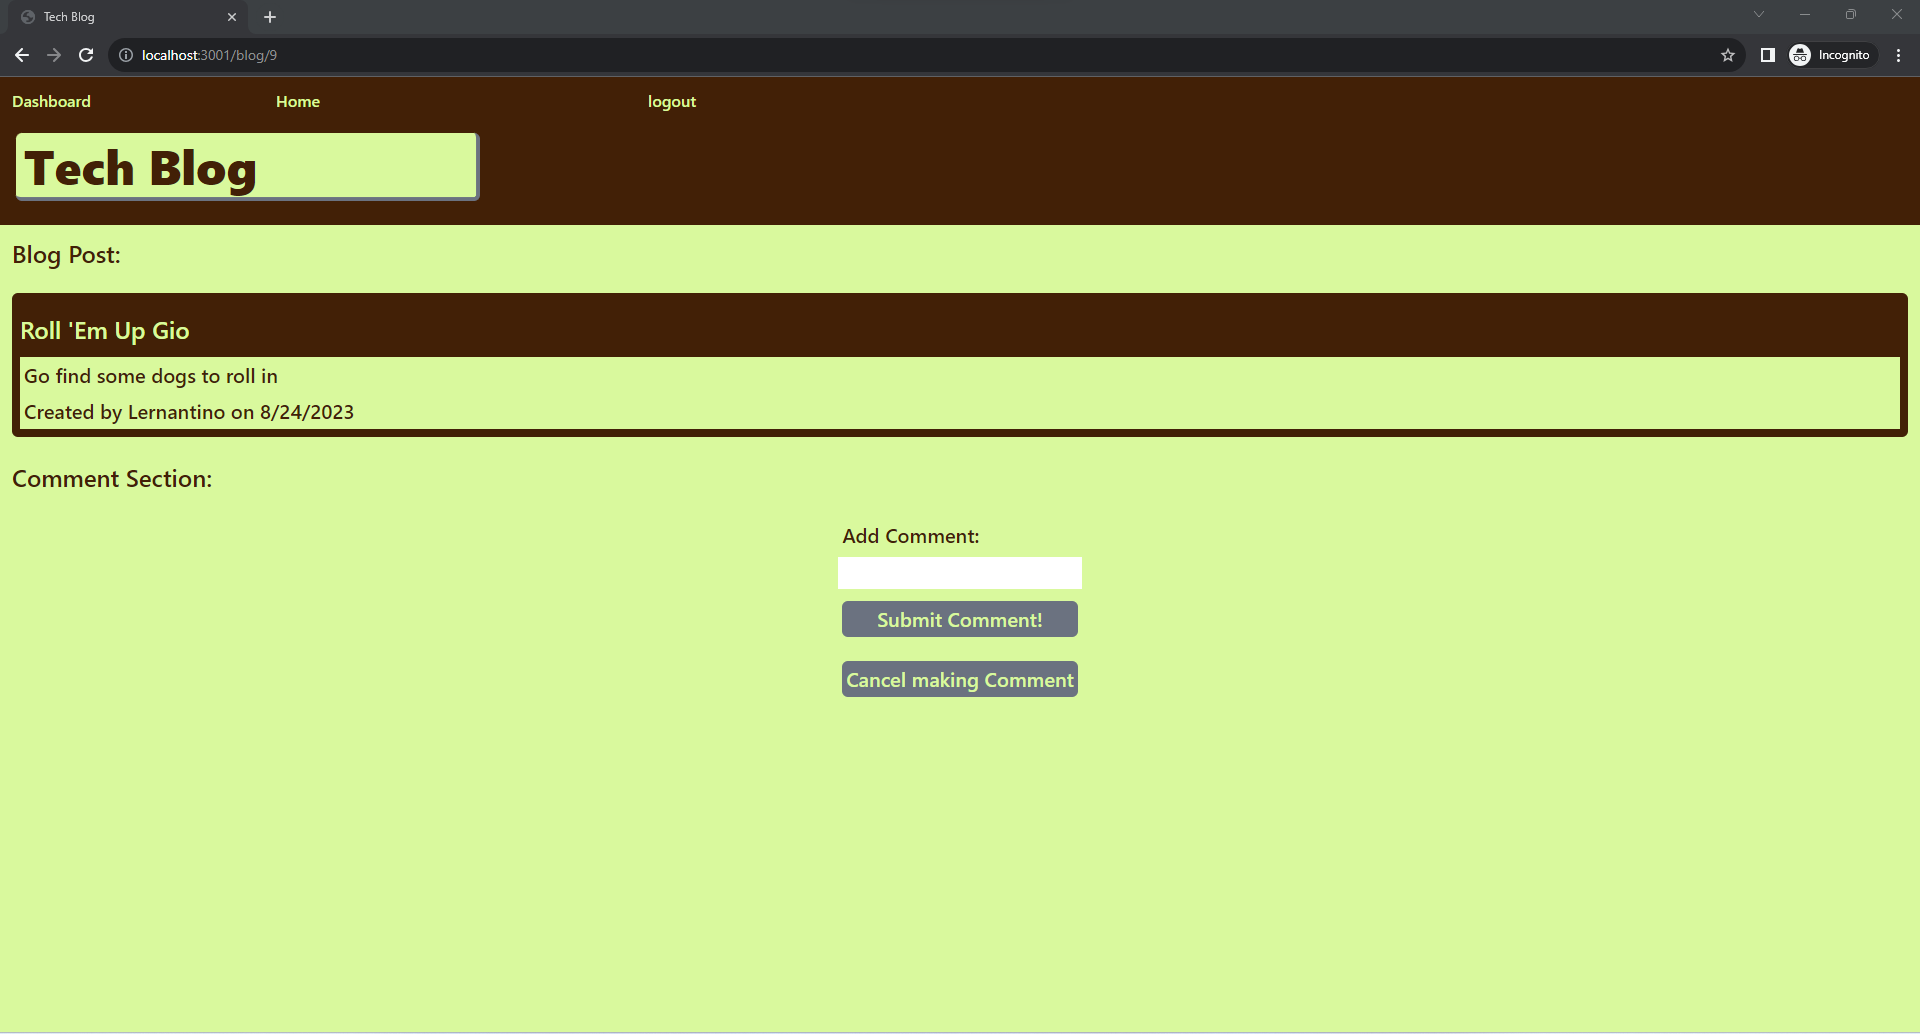 Tech Blog
localhost:3001/blog/9
Incognito
Dashboard
Home
logout
Tech Blog
Blog Post:
Roll 'Em Up Gio
Go find some dogs to roll in
Created by Lernantino on 8/24/2023
Comment Section:
Add Comment:
Submit Comment!
Cancel making Comment